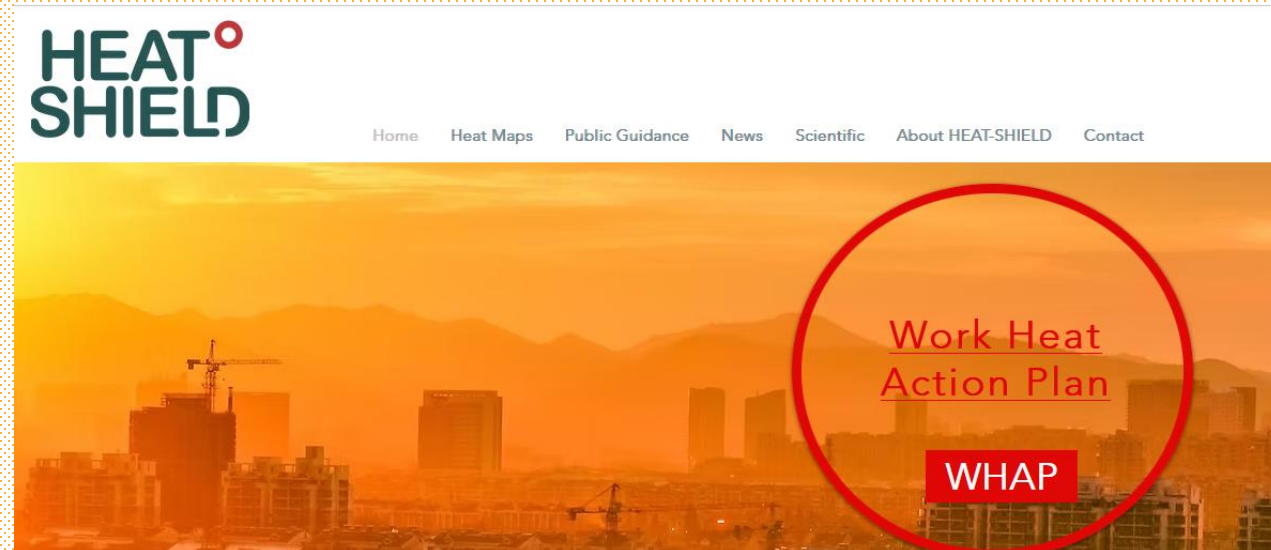 HEAT°
SHIELD
Home Heat Maps Public Guidance News Scientific About HEAT-SHIELD Contact
Work Heat
Action Plan
WHAP